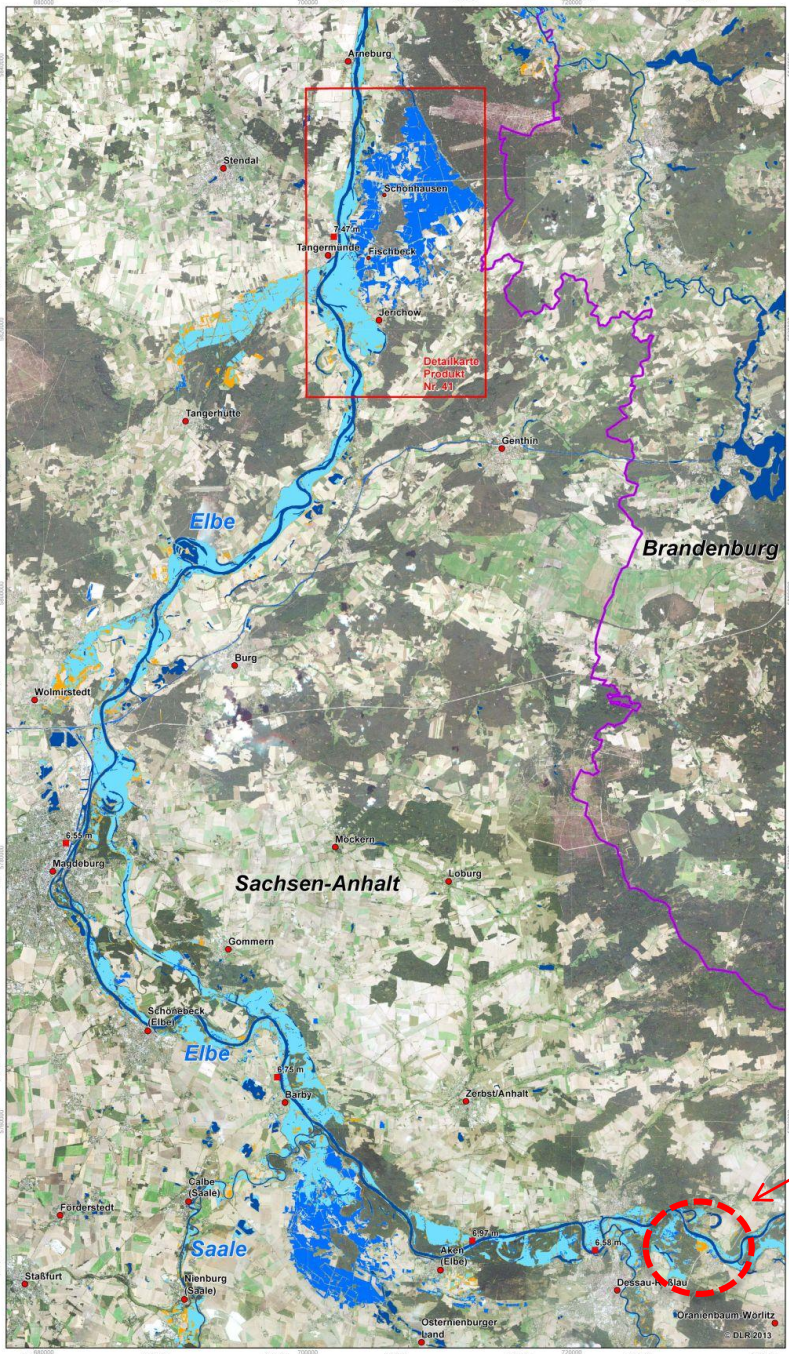 Arneburg
Stendal
Schönhausen
7.47 m
Tangermünde
Fischbeck
Jerichow
Detailkarte
Produkt
Nr. 41
Tangerhütte
Genthin
Elbe
Brandenburg
Burg
Wolmirstedt
6.55 m
Magdeburg
Möckern
Loburg
Sachsen-Anhalt
Gommern
Schönebeck
(Elbe)
Elbe
6.75 m
Barby
Zerbst/Anhalt
Calbe
(Saale)
Förderstedt
Saale
6.97 m
6.58 m
Aken
(Elbe)
Staßfurt
Nienburg
(Saale)
Dessau-Roßlau
Osternienburger
Land
Oranienbaum-Wörlitz
© DLR 2013